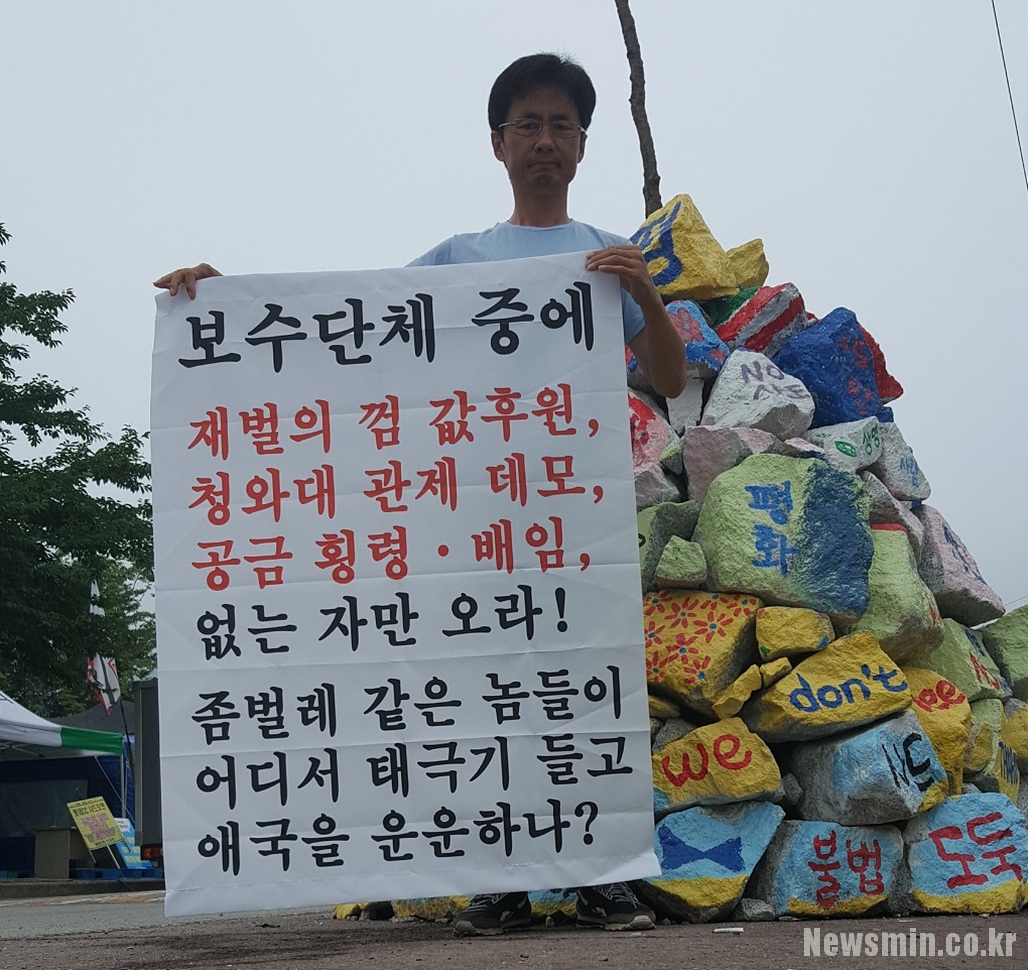 보수단체 중에
재벌의 껌 값후원,
청와대 관제 데모,
공금 횡령·배임,
없는 자만 오라!
좀벌레 같은 놈들이
어디서 태극기 들고
애국을 운운하나?
NO
평화
don't
we
불법
도둑
Newsmin.co.kr